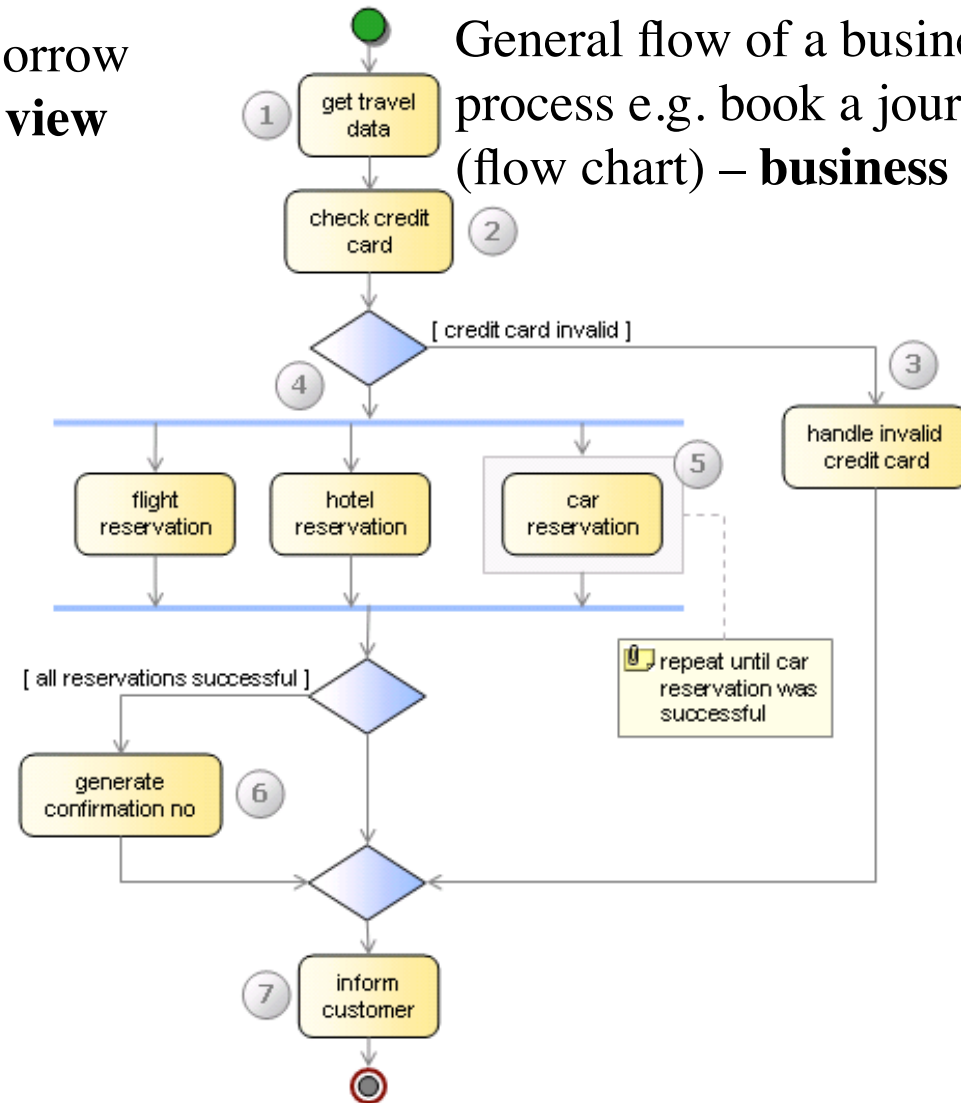 orrow
view
General flow of a busine
process e.g. book a jour
(flow chart) – business
1
get travel
data
check credit
card
2
[ credit card invalid ]
3
4
handle invalid
credit card
5
flight
reservation
hotel
reservation
car
reservation
repeat until car
reservation was
successful
[ all reservations successful ]
generate
confirmation no
6
7
inform
customer